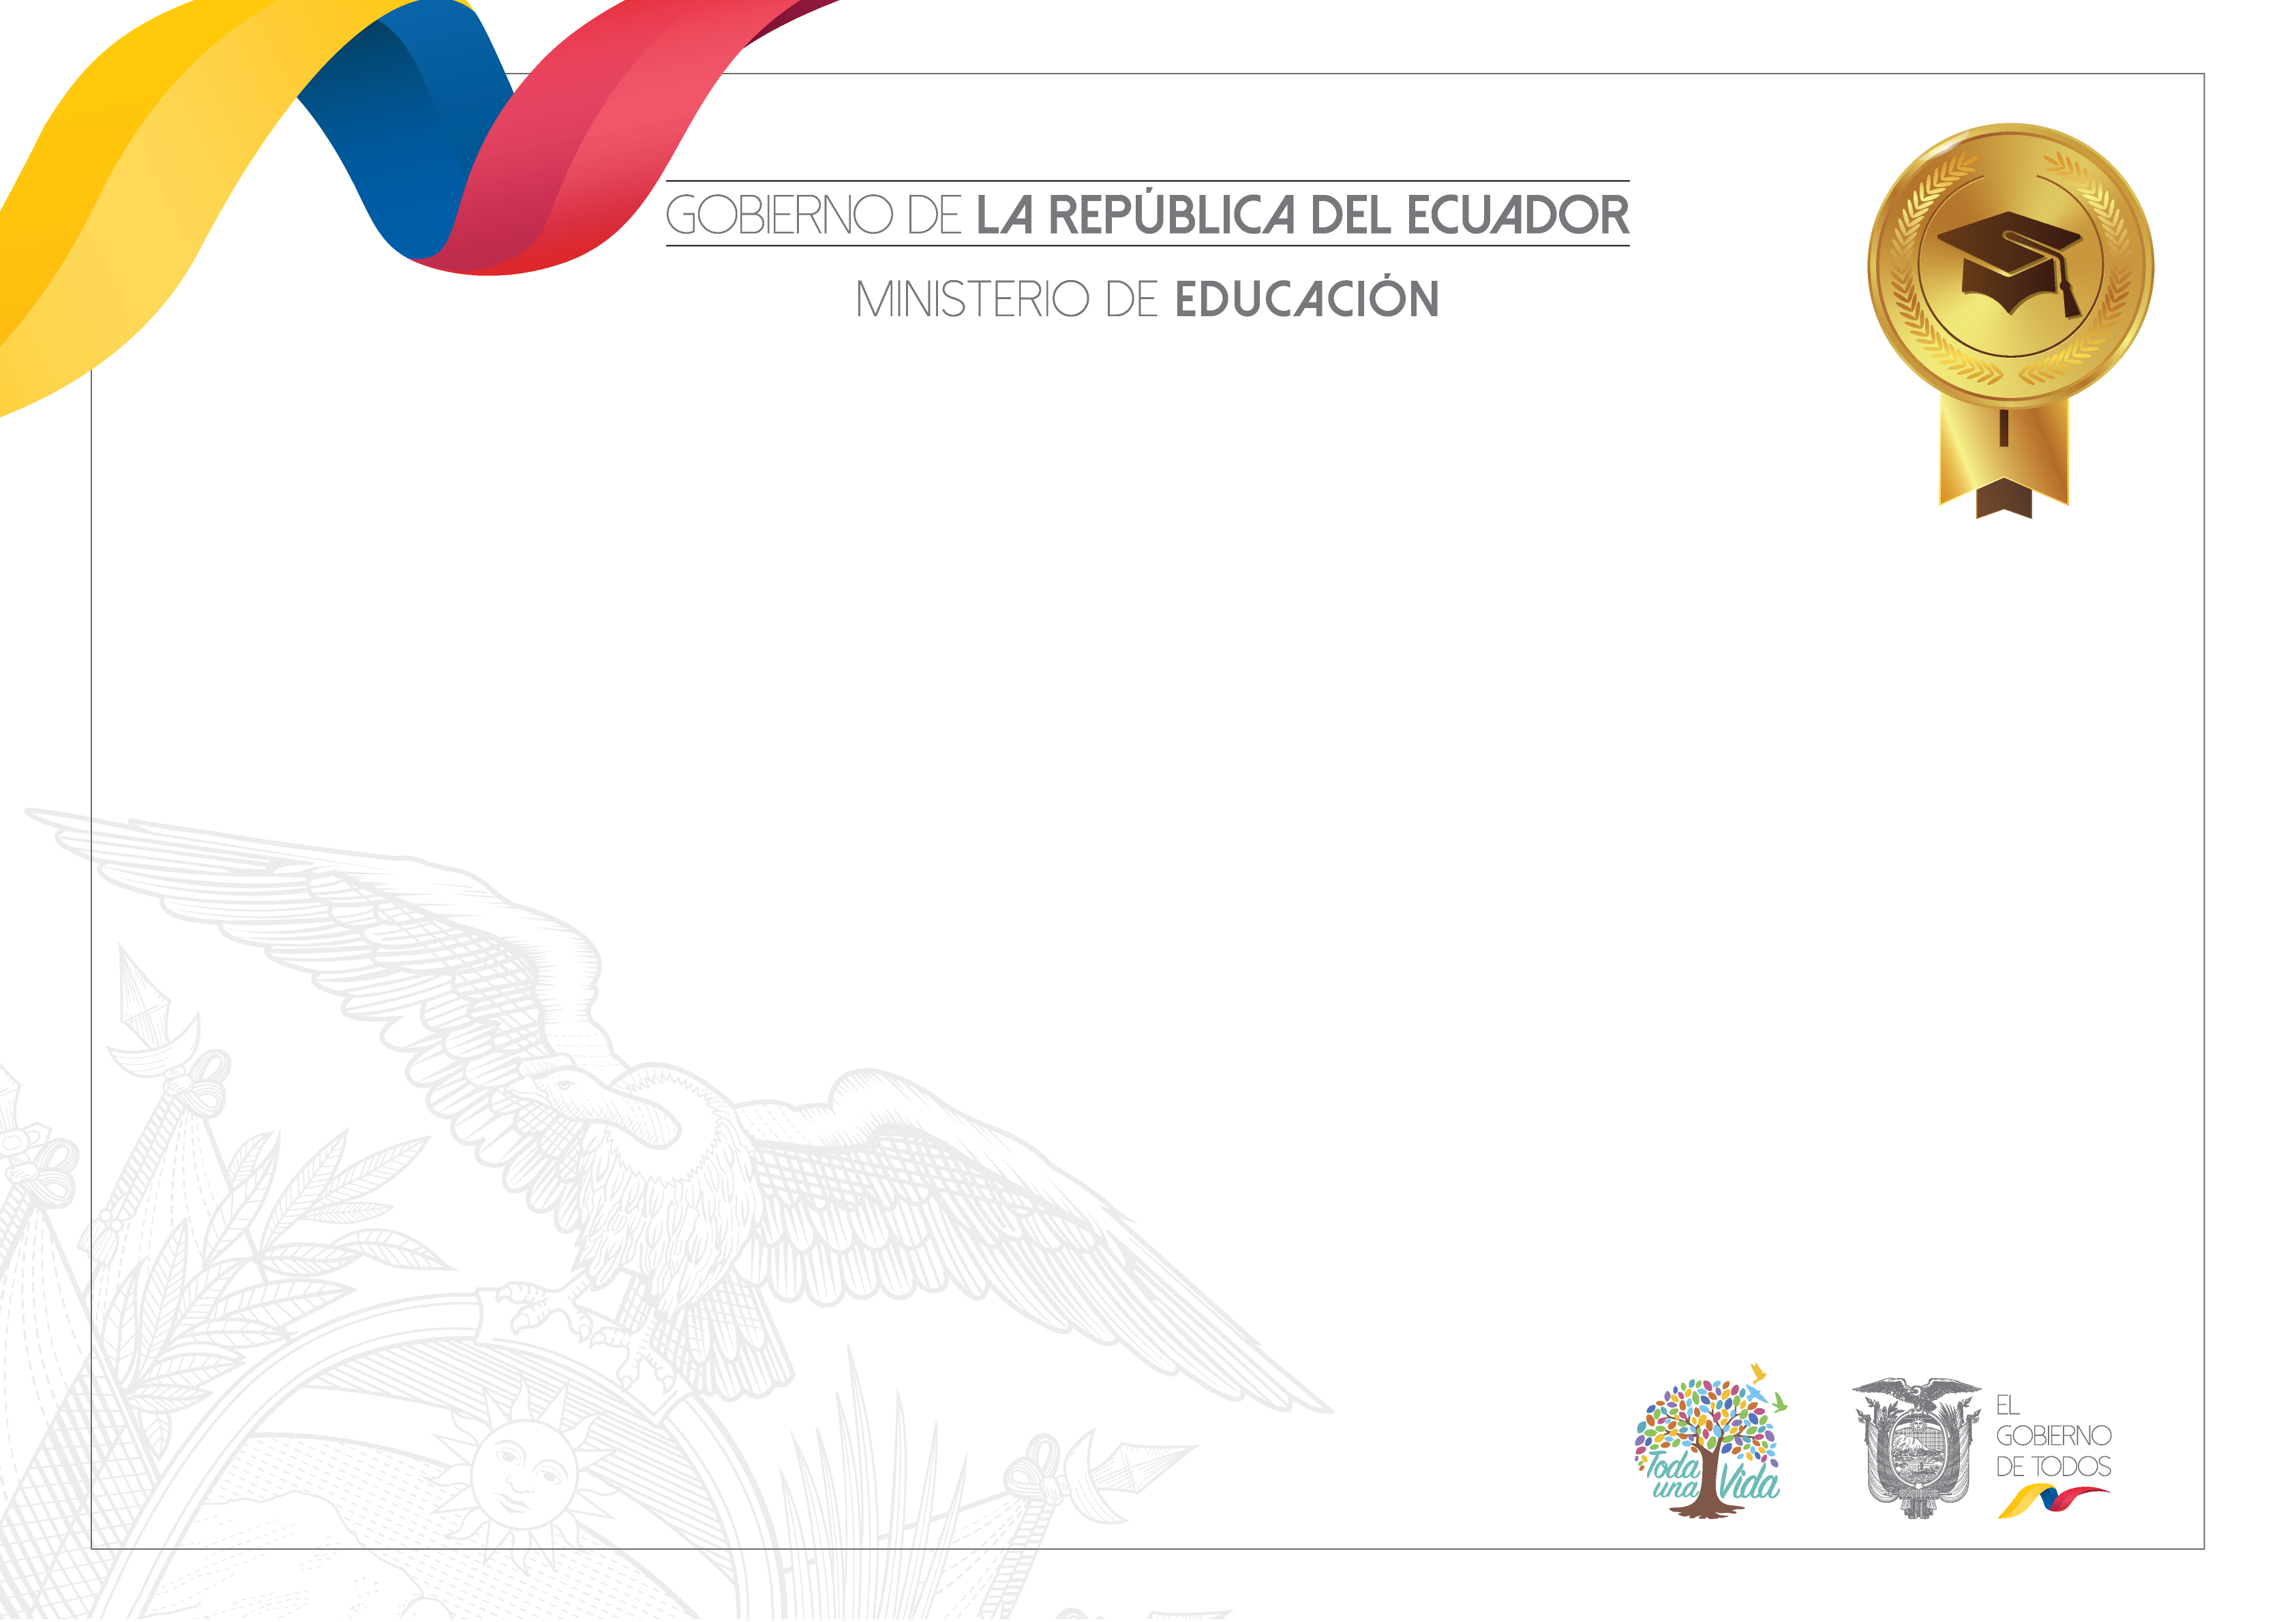 GOBIERNO DE LA REPÚBLICA DEL ECUADOR
MINISTERIO DE EDUCACIÓN
Toda
una Vida
EL
GOBIERNO
DE TODOS